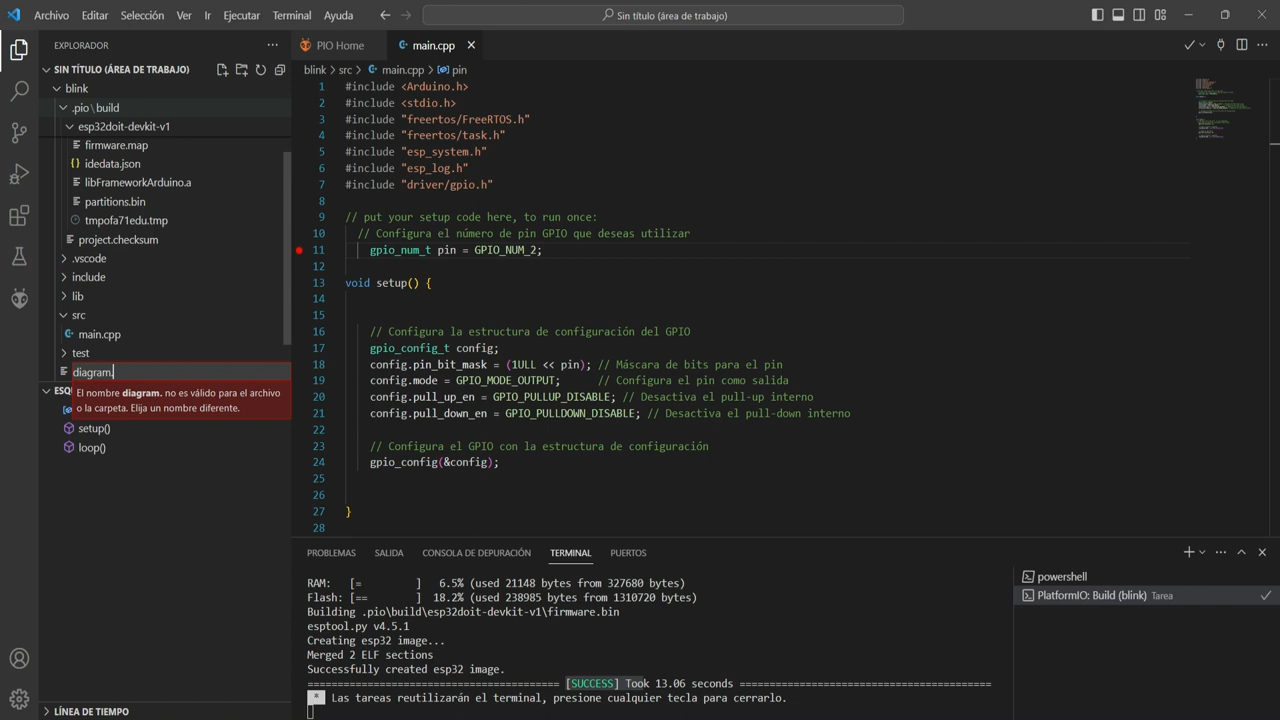 Archivo Editar Selección Ver Ir Ejecutar Terminal Ayuda
Sin título (área de trabajo)
EXPLORADOR
SIN TÍTULO (ÁREA DE TRABAJO)
blink
.pio\build
esp32doit-devkit-v1
firmware.map
{} idedata.json
libFrameworkArduino.a
partitions.bin
tmpofa71edu.tmp
project.checksum
.vscode
include
lib
src
main.cpp
test
diagram.
El nombre diagram. no es válido para el archivo
o la carpeta. Elija un nombre diferente.
ESQ
setup()
loop()
LÍNEA DE TIEMPO
PIO Home
main.cpp
blink > src > main.cpp > pin
1 #include <Arduino.h>
2 #include <stdio.h>
3 #include "freertos/FreeRTOS.h"
4 #include "freertos/task.h"
5 #include "esp_system.h"
6 #include "esp_log.h"
7 #include "driver/gpio.h"
8
9 // put your setup code here, to run once:
10 // Configura el número de pin GPIO que deseas utilizar
11 gpio_num_t pin = GPIO_NUM_2;
12
13 void setup() {
14
15
16 // Configura la estructura de configuración del GPIO
17 gpio_config_t config;
18 config.pin_bit_mask = (1ULL << pin); // Máscara de bits para el pin
19 config.mode = GPIO_MODE_OUTPUT; // Configura el pin como salida
20 config.pull_up_en = GPIO_PULLUP_DISABLE; // Desactiva el pull-up interno
21 config.pull_down_en = GPIO_PULLDOWN_DISABLE; // Desactiva el pull-down interno
22
23 // Configura el GPIO con la estructura de configuración
24 gpio_config(&config);
25
26
27 }
28
PROBLEMAS SALIDA CONSOLA DE DEPURACIÓN TERMINAL PUERTOS
RAM: [= ] 6.5% (used 21148 bytes from 327680 bytes)
Flash: [== ] 18.2% (used 238985 bytes from 1310720 bytes)
Building .pio\build\esp32doit-devkit-v1\firmware.bin
esptool.py v4.5.1
Creating esp32 image...
Merged 2 ELF sections
Successfully created esp32 image.
========================================= [SUCCESS] Took 13.06 seconds =========================================
* Las tareas reutilizarán el terminal, presione cualquier tecla para cerrarlo.
powershell
PlatformIO: Build (blink) Tarea